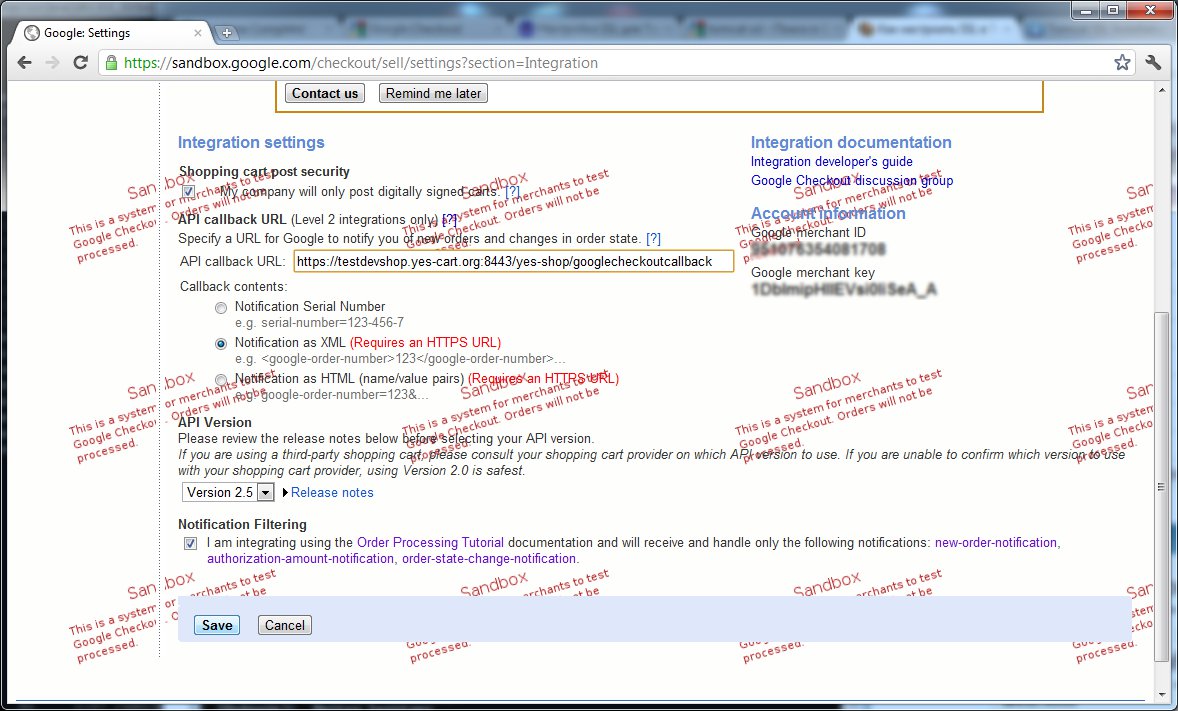 Google: Settings
https://sandbox.google.com/checkout/sell/settings?section=Integration
Contact us Remind me later
Integration settings
Shopping cart post security
My company will only post digitally signed carts. [?]
API callback URL (Level 2 integrations only) [?]
Specify a URL for Google to notify you of new orders and changes in order state. [?]
API callback URL: https://testdevshop.yes-cart.org:8443/yes-shop/googlecheckoutcallback
Callback contents:
Notification Serial Number
e.g. serial-number=123-456-7
Notification as XML (Requires an HTTPS URL)
e.g. <google-order-number>123</google-order-number>...
Notification as HTML (name/value pairs) (Requires an HTTPS URL)
e.g. google-order-number=123&...
API Version
Please review the release notes below before selecting your API version.
If you are using a third-party shopping cart, please consult your shopping cart provider on which API version to use. If you are unable to confirm which version to use
with your shopping cart provider, using Version 2.0 is safest.
Version 2.5 Release notes
Notification Filtering
I am integrating using the Order Processing Tutorial documentation and will receive and handle only the following notifications: new-order-notification,
authorization-amount-notification, order-state-change-notification.
Save Cancel
Integration documentation
Integration developer's guide
Google Checkout discussion group
Account information
Google merchant ID
Google merchant key
Sandbox
This is a system for merchants to test
Google Checkout. Orders will not be
processed.